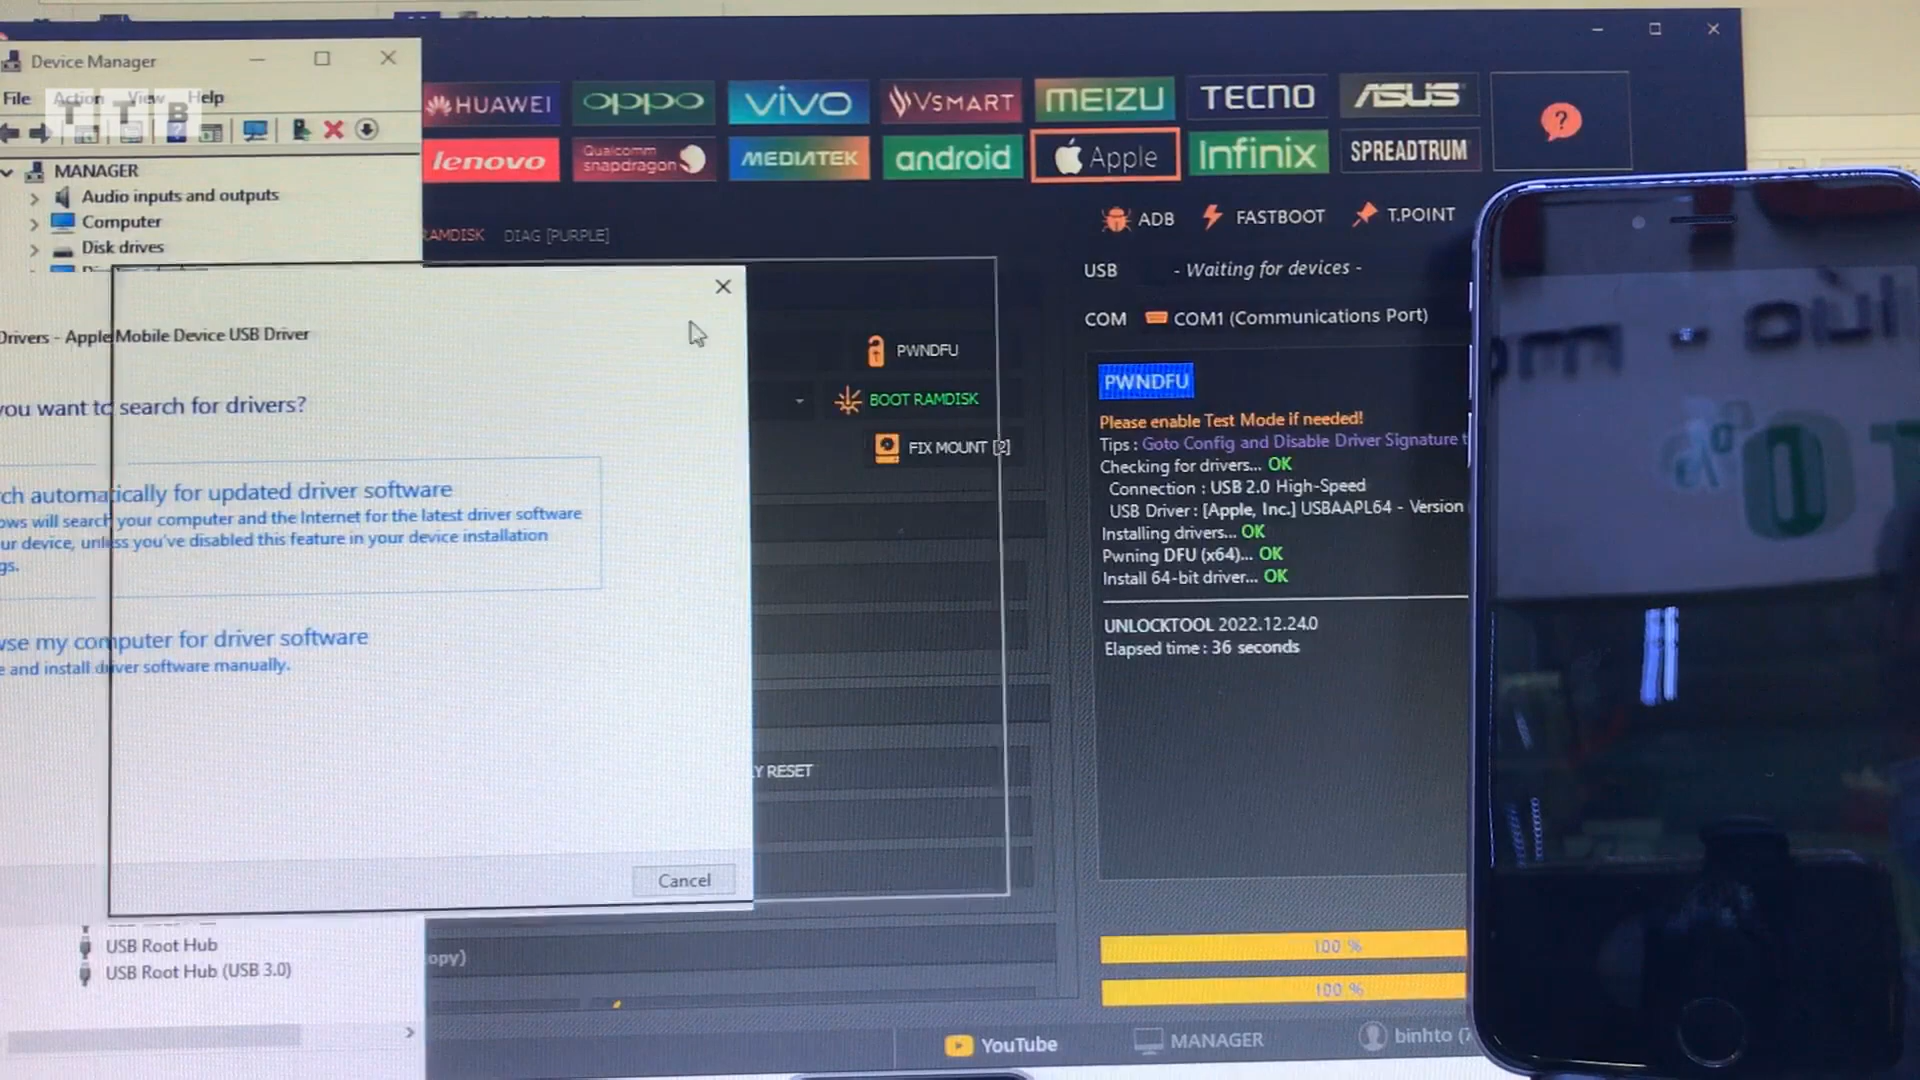 Device Manager
File Action View Help
TTB
MANAGER
Audio inputs and outputs
Computer
Disk drives
HUAWEI
oppo
vivo
VSMART
MEIZU
TECNO
ASUS
lenovo
Qualcomm
snapdragon
MEDIATEK
android
Apple
Infinix
SPREADTRUM
?
RAMDISK DIAG [PURPLE]
ADB FASTBOOT T.POINT
USB - Waiting for devices -
COM COM1 (Communications Port)
Drivers - Apple Mobile Device USB Driver
you want to search for drivers?
rch automatically for updated driver software
ows will search your computer and the Internet for the latest driver software
ur device, unless you've disabled this feature in your device installation
gs.
wse my computer for driver software
e and install driver software manually.
Cancel
PWNDFU
BOOT RAMDISK
FIX MOUNT [2]
Y RESET
PWNDFU
Please enable Test Mode if needed!
Tips : Goto Config and Disable Driver Signature t
Checking for drivers... OK
Connection : USB 2.0 High-Speed
USB Driver : [Apple, Inc.] USBAAPL64 - Version
Installing drivers... OK
Pwning DFU (x64)... OK
Install 64-bit driver... OK
UNLOCKTOOL 2022.12.24.0
Elapsed time : 36 seconds
USB Root Hub
USB Root Hub (USB 3.0)
opy)
100 %
100 %
YouTube
MANAGER
binhto